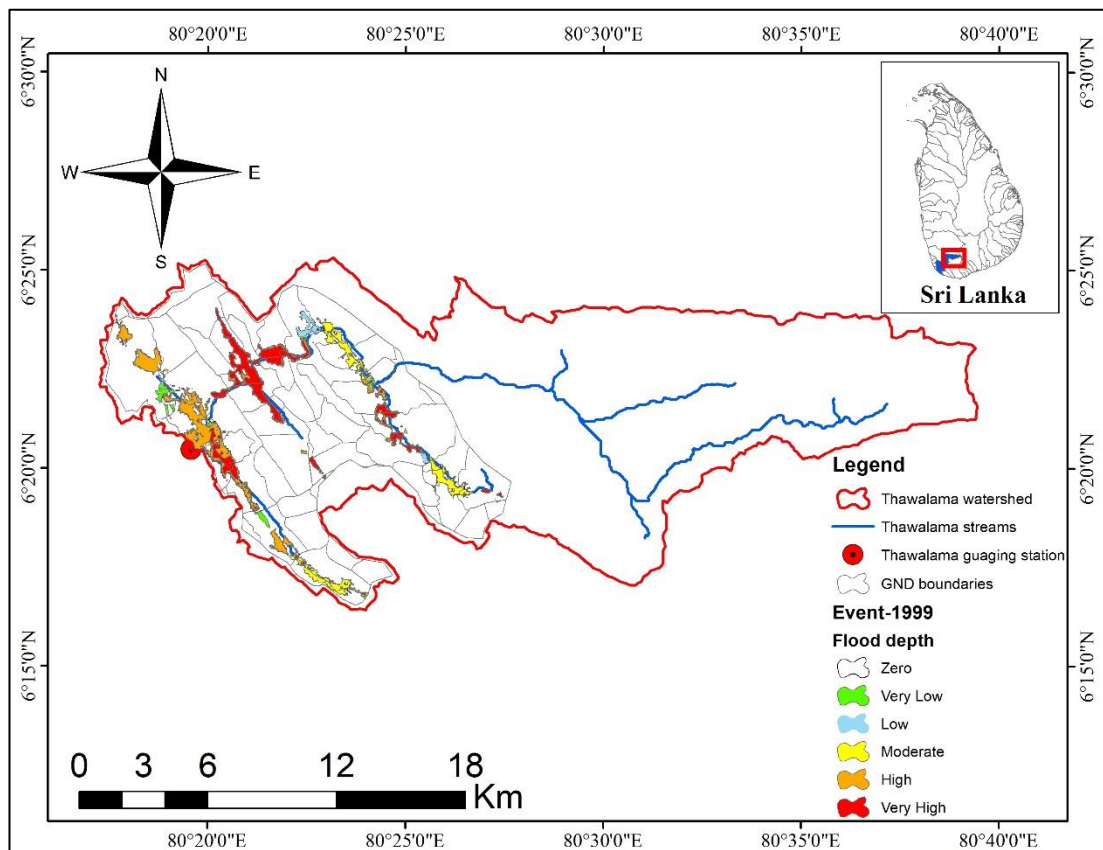 80°20'0"E 80°25'0"E 80°30'0"E 80°35'0"E 80°40'0"E
6°30'0"N 6°30'0"N
N
W E
S
Sri Lanka
6°25'0"N 6°25'0"N
6°20'0"N 6°20'0"N
Legend
Thawalama watershed
Thawalama streams
Thawalama guaging station
GND boundaries
Event-1999
Flood depth
Zero
Very Low
Low
Moderate
High
Very High
6°15'0"N 6°15'0"N
0 3 6 12 18
Km
80°20'0"E 80°25'0"E 80°30'0"E 80°35'0"E 80°40'0"E